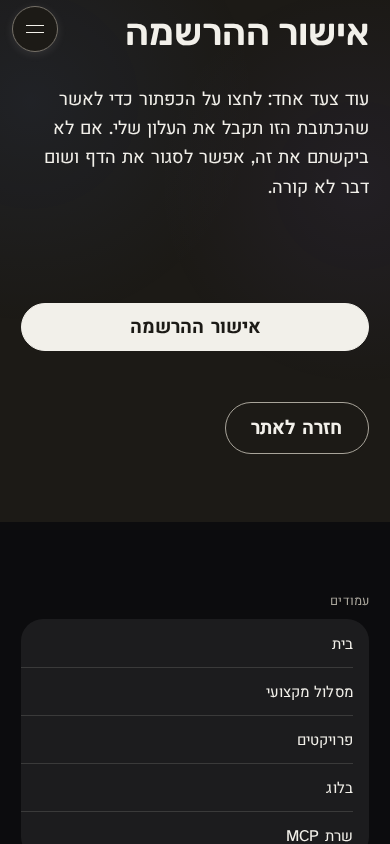 אישור ההרשמה
עוד צעד אחד: לחצו על הכפתור כדי לאשר
שהכתובת הזו תקבל את העלון שלי. אם לא
ביקשתם את זה, אפשר לסגור את הדף ושום
דבר לא קורה.
אישור ההרשמה
חזרה לאתר
עמודים
בית
מסלול מקצועי
פרויקטים
בלוג
שרת MCP